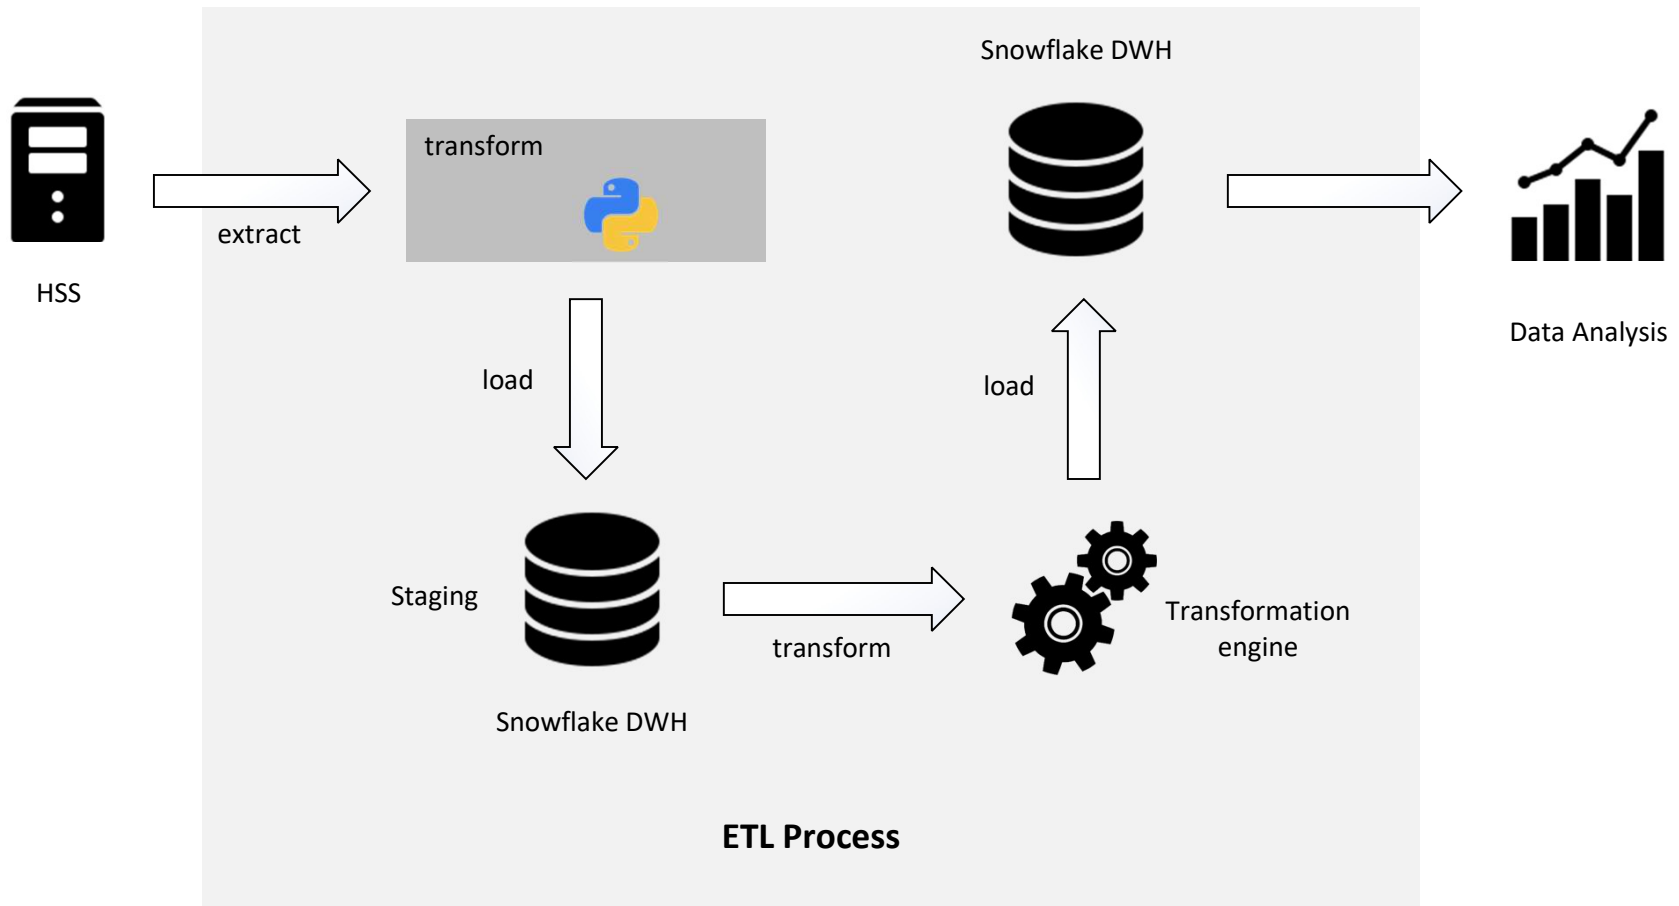 Snowflake DWH
transform
extract
HSS
Data Analysis
load
load
Staging
transform
Transformation
engine
Snowflake DWH
ETL Process